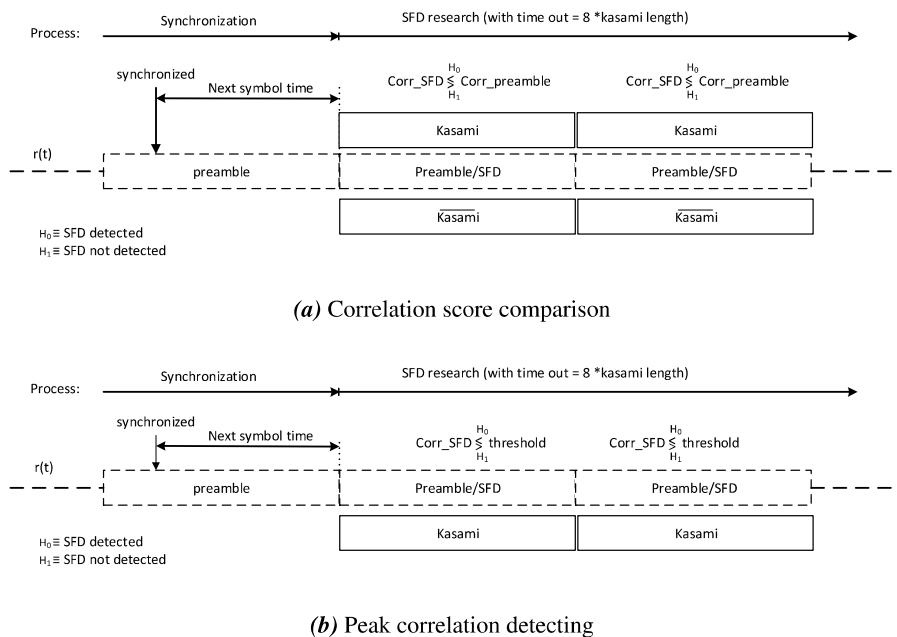 Process: Synchronization SFD research (with time out = 8 *kasami length)
synchronized
Next symbol time
H₀ H₀
Corr_SFD ≶ Corr_preamble Corr_SFD ≶ Corr_preamble
H₁ H₁
Kasami Kasami
r(t)
preamble Preamble/SFD Preamble/SFD
K̅a̅s̅a̅m̅i̅ K̅a̅s̅a̅m̅i̅
H₀≡ SFD detected
H₁≡ SFD not detected
(a) Correlation score comparison
Process: Synchronization SFD research (with time out = 8 *kasami length)
synchronized
Next symbol time
H₀ H₀
Corr_SFD ≶ threshold Corr_SFD ≶ threshold
H₁ H₁
r(t)
preamble Preamble/SFD Preamble/SFD
Kasami Kasami
H₀≡ SFD detected
H₁≡ SFD not detected
(b) Peak correlation detecting